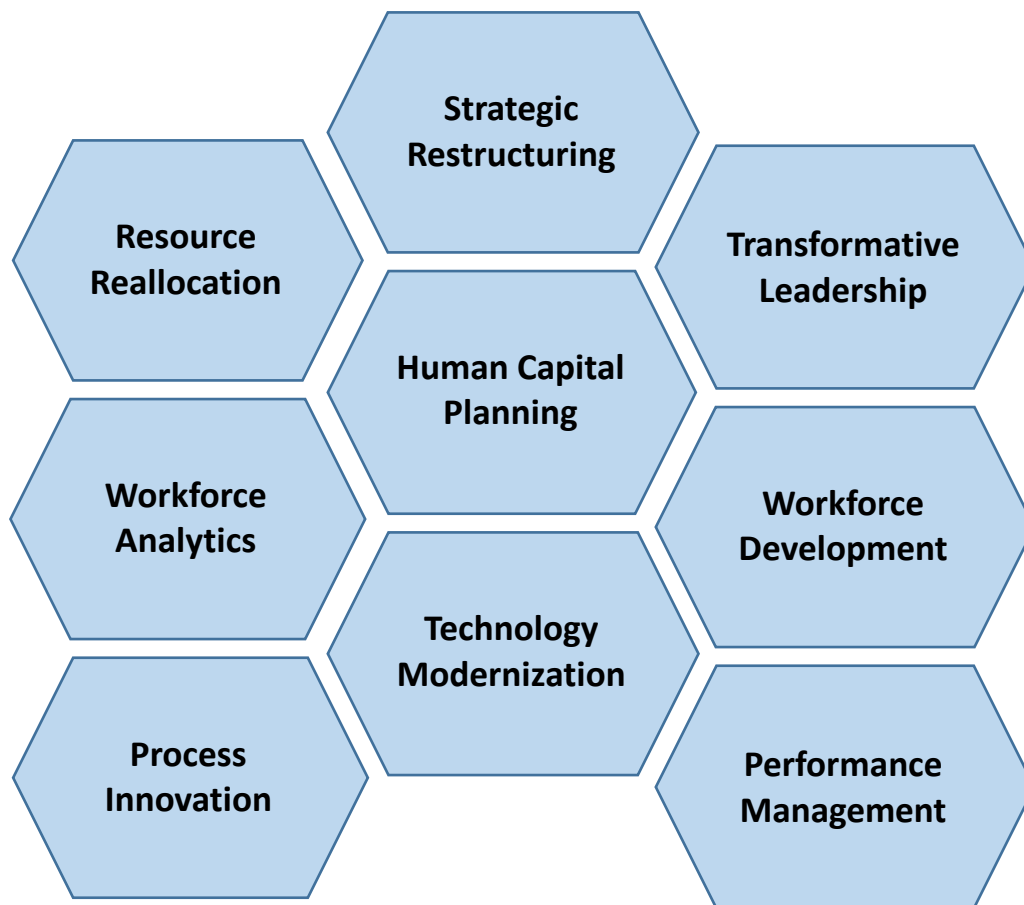 Strategic
Restructuring
Resource
Reallocation
Transformative
Leadership
Human Capital
Planning
Workforce
Analytics
Workforce
Development
Technology
Modernization
Process
Innovation
Performance
Management